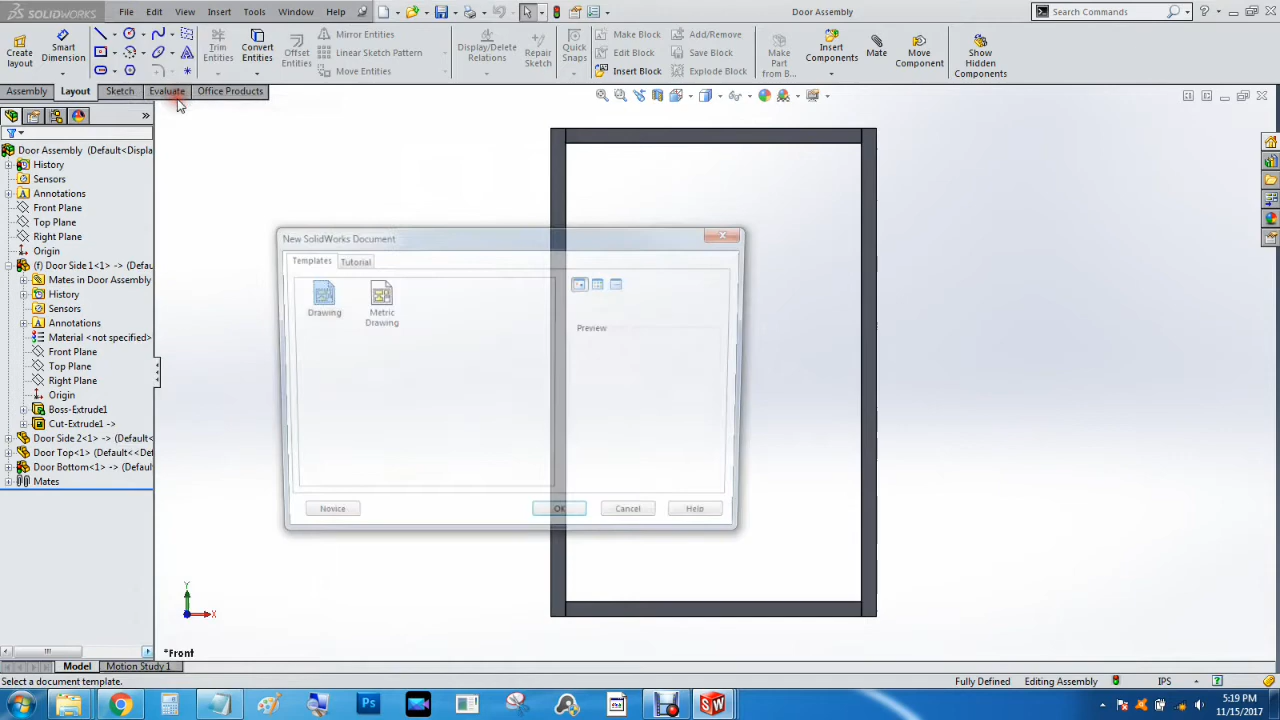 SOLIDWORKS File Edit View Insert Tools Window Help Door Assembly Search Commands
Create layout Smart Dimension Trim Entities Convert Entities Offset Entities Mirror Entities Display/Delete Relations Repair Sketch Quick Snaps Make Block Add/Remove Make Part from B... Insert Components Mate Move Component Show Hidden Components
Linear Sketch Pattern Edit Block Save Block
Move Entities Insert Block Explode Block
Assembly Layout Sketch Evaluate Office Products
Door Assembly (Default<Displa
History
Sensors
Annotations
Front Plane
Top Plane
Right Plane
Origin
(f) Door Side 1<1> -> (Defau
Mates in Door Assembly
History
Sensors
Annotations
Material <not specified>
Front Plane
Top Plane
Right Plane
Origin
Boss-Extrude1
Cut-Extrude1 ->
Door Side 2<1> -> (Default<
Door Top<1> -> (Default<
Door Bottom<1> -> (Defaul
Mates
New SolidWorks Document
Templates Tutorial
Drawing
Metric Drawing
Preview
Novice OK Cancel Help
Y
X
*Front
Model Motion Study 1
Select a document template. Fully Defined Editing Assembly IPS
Ps SW
5:19 PM
11/15/2017